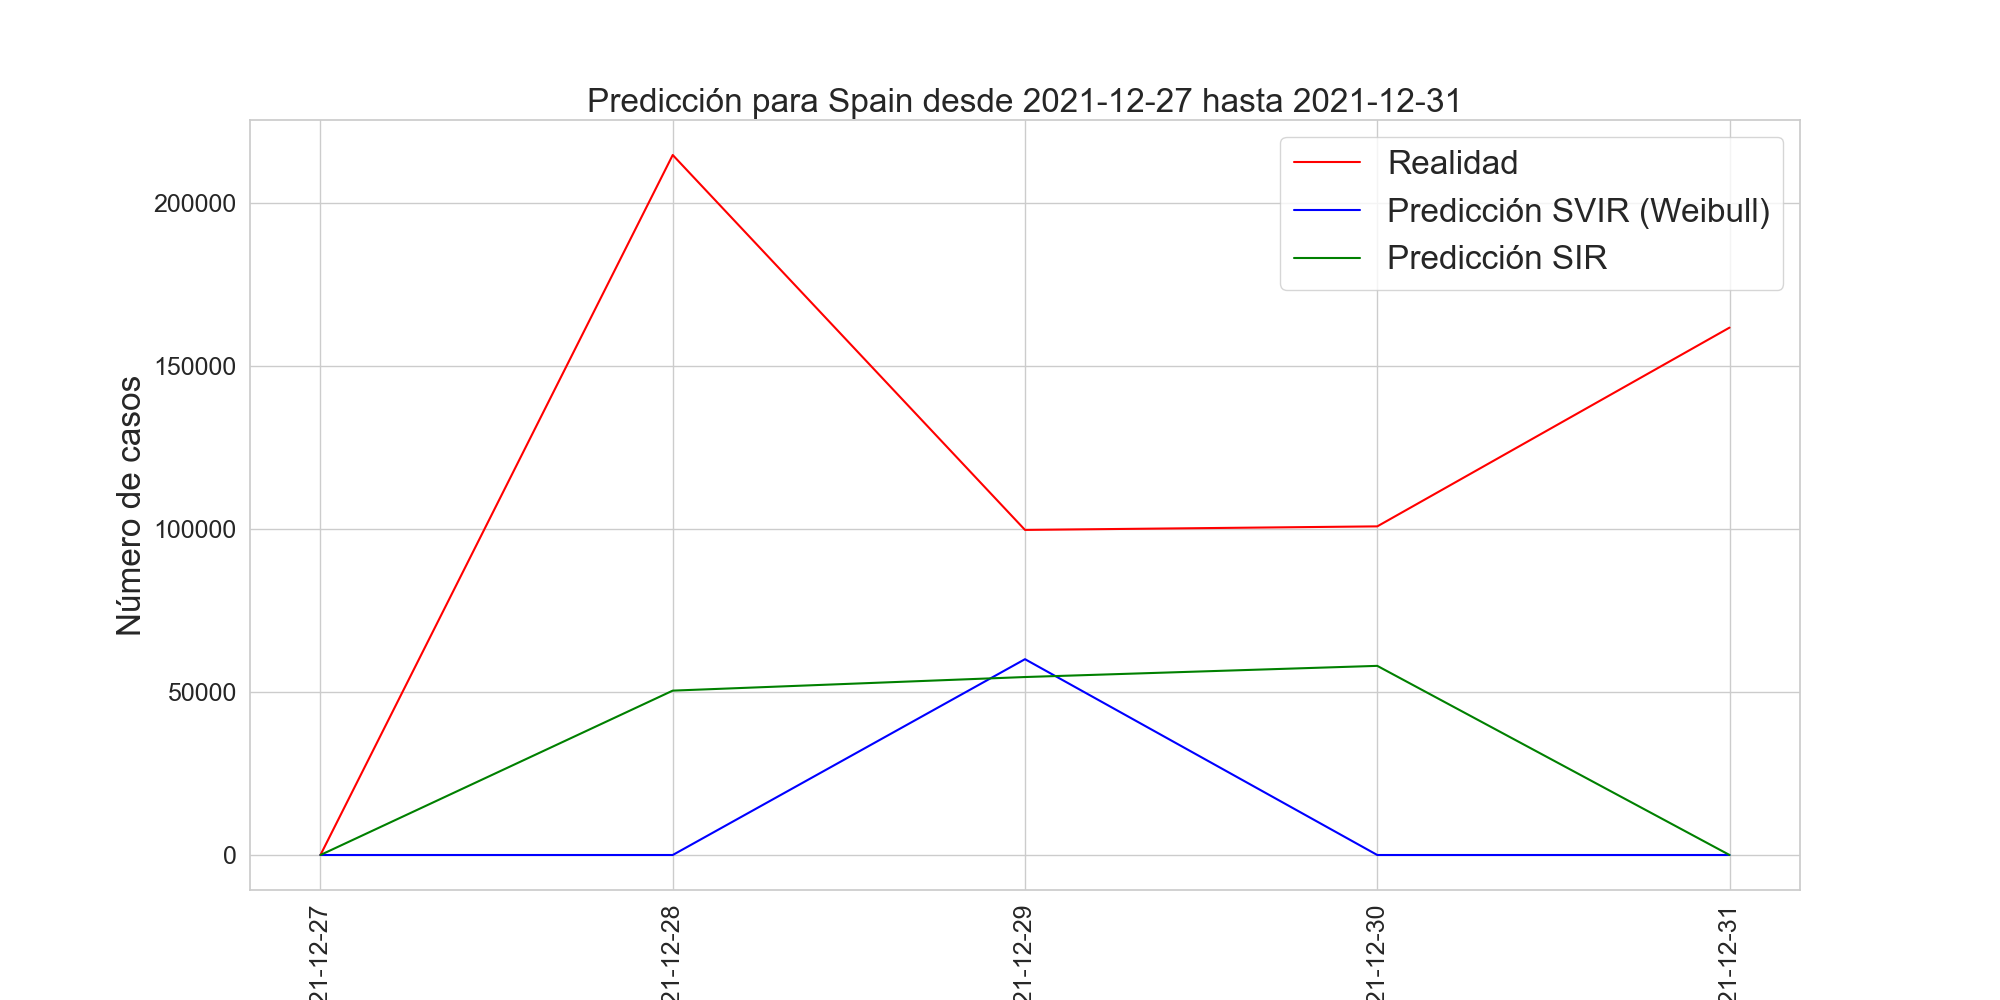 Predicción para Spain desde 2021-12-27 hasta 2021-12-31
Realidad
Predicción SVIR (Weibull)
Predicción SIR
Número de casos
200000
150000
100000
50000
0
21-12-27
21-12-28
21-12-29
21-12-30
21-12-31